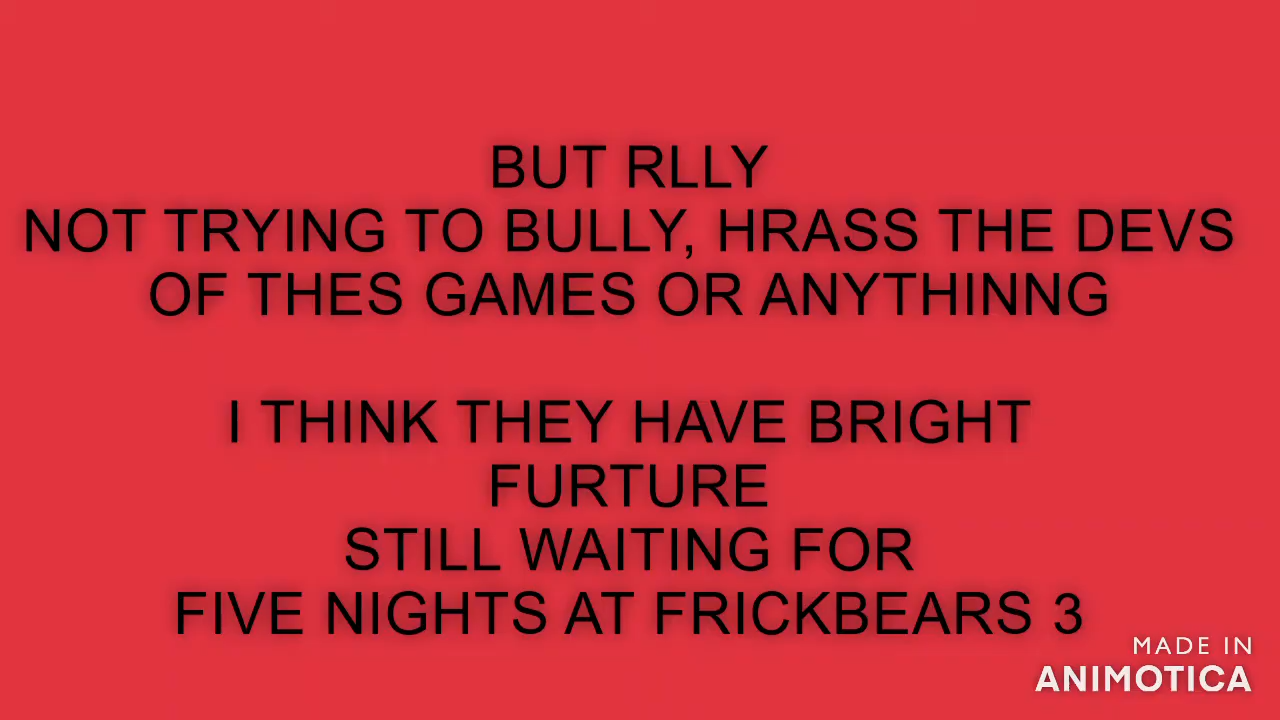 BUT RLLY
NOT TRYING TO BULLY, HRASS THE DEVS
OF THES GAMES OR ANYTHINNG
I THINK THEY HAVE BRIGHT
FURTURE
STILL WAITING FOR
FIVE NIGHTS AT FRICKBEARS 3
MADE IN
ANIMOTICA